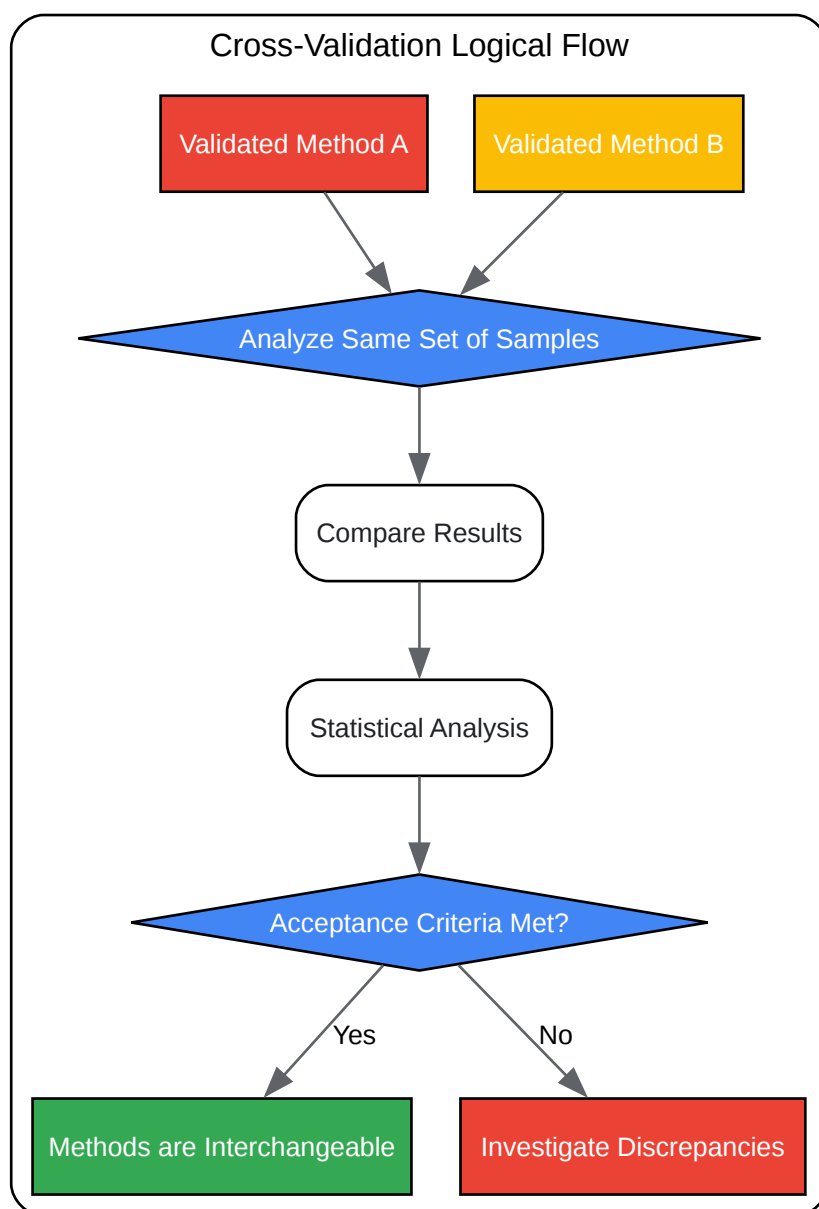 Cross-Validation Logical Flow
Validated Method A
Validated Method B
Analyze Same Set of Samples
Compare Results
Statistical Analysis
Acceptance Criteria Met?
Yes
No
Methods are Interchangeable
Investigate Discrepancies